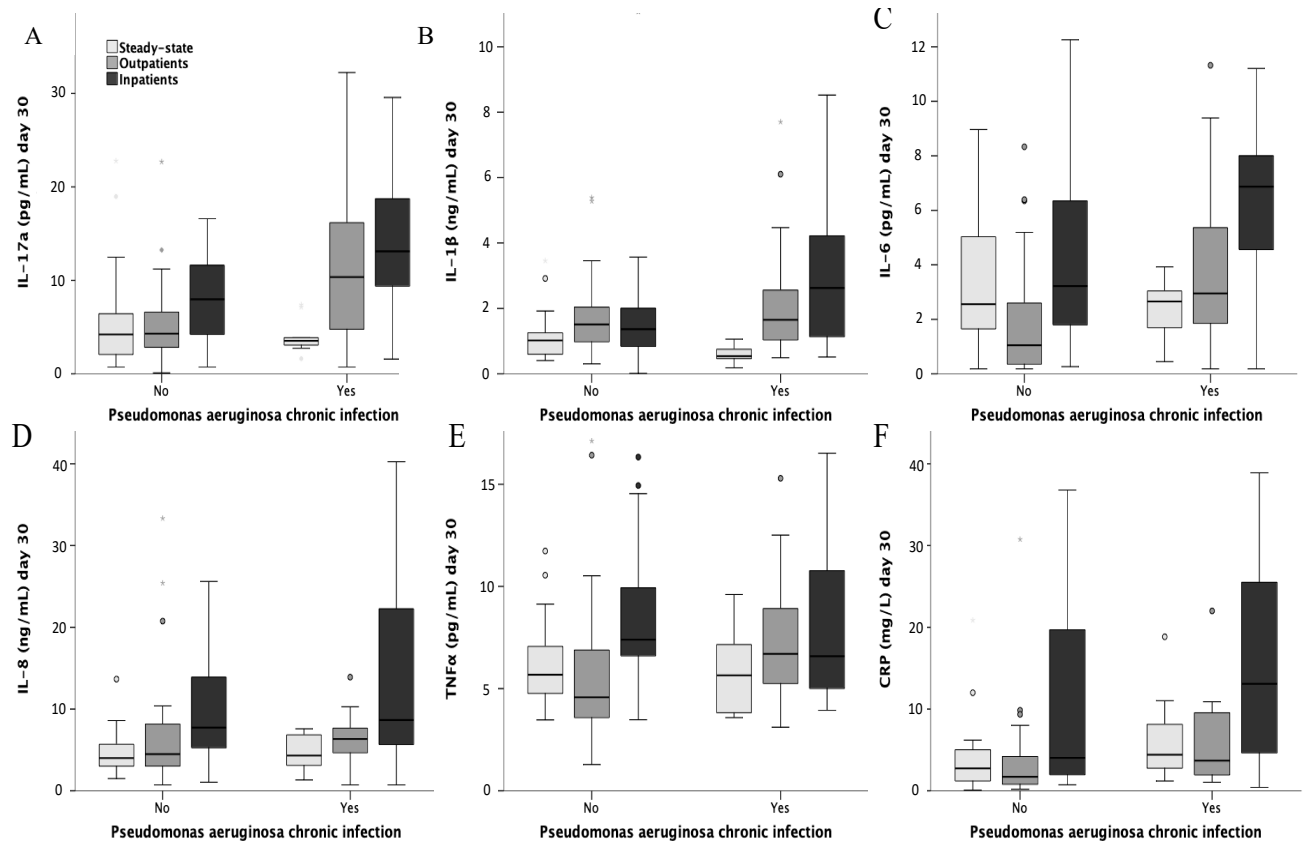 A
Steady-state
Outpatients
Inpatients
IL-17a (pg/mL) day 30
30
20
10
0
No
Yes
Pseudomonas aeruginosa chronic infection
B
IL-1β (ng/mL) day 30
10
8
6
4
2
0
No
Yes
Pseudomonas aeruginosa chronic infection
C
IL-6 (pg/mL) day 30
12
10
8
6
4
2
0
No
Yes
Pseudomonas aeruginosa chronic infection
D
IL-8 (ng/mL) day 30
40
30
20
10
0
No
Yes
Pseudomonas aeruginosa chronic infection
E
TNFα (pg/mL) day 30
15
10
5
0
No
Yes
Pseudomonas aeruginosa chronic infection
F
CRP (mg/L) day 30
40
30
20
10
0
No
Yes
Pseudomonas aeruginosa chronic infection